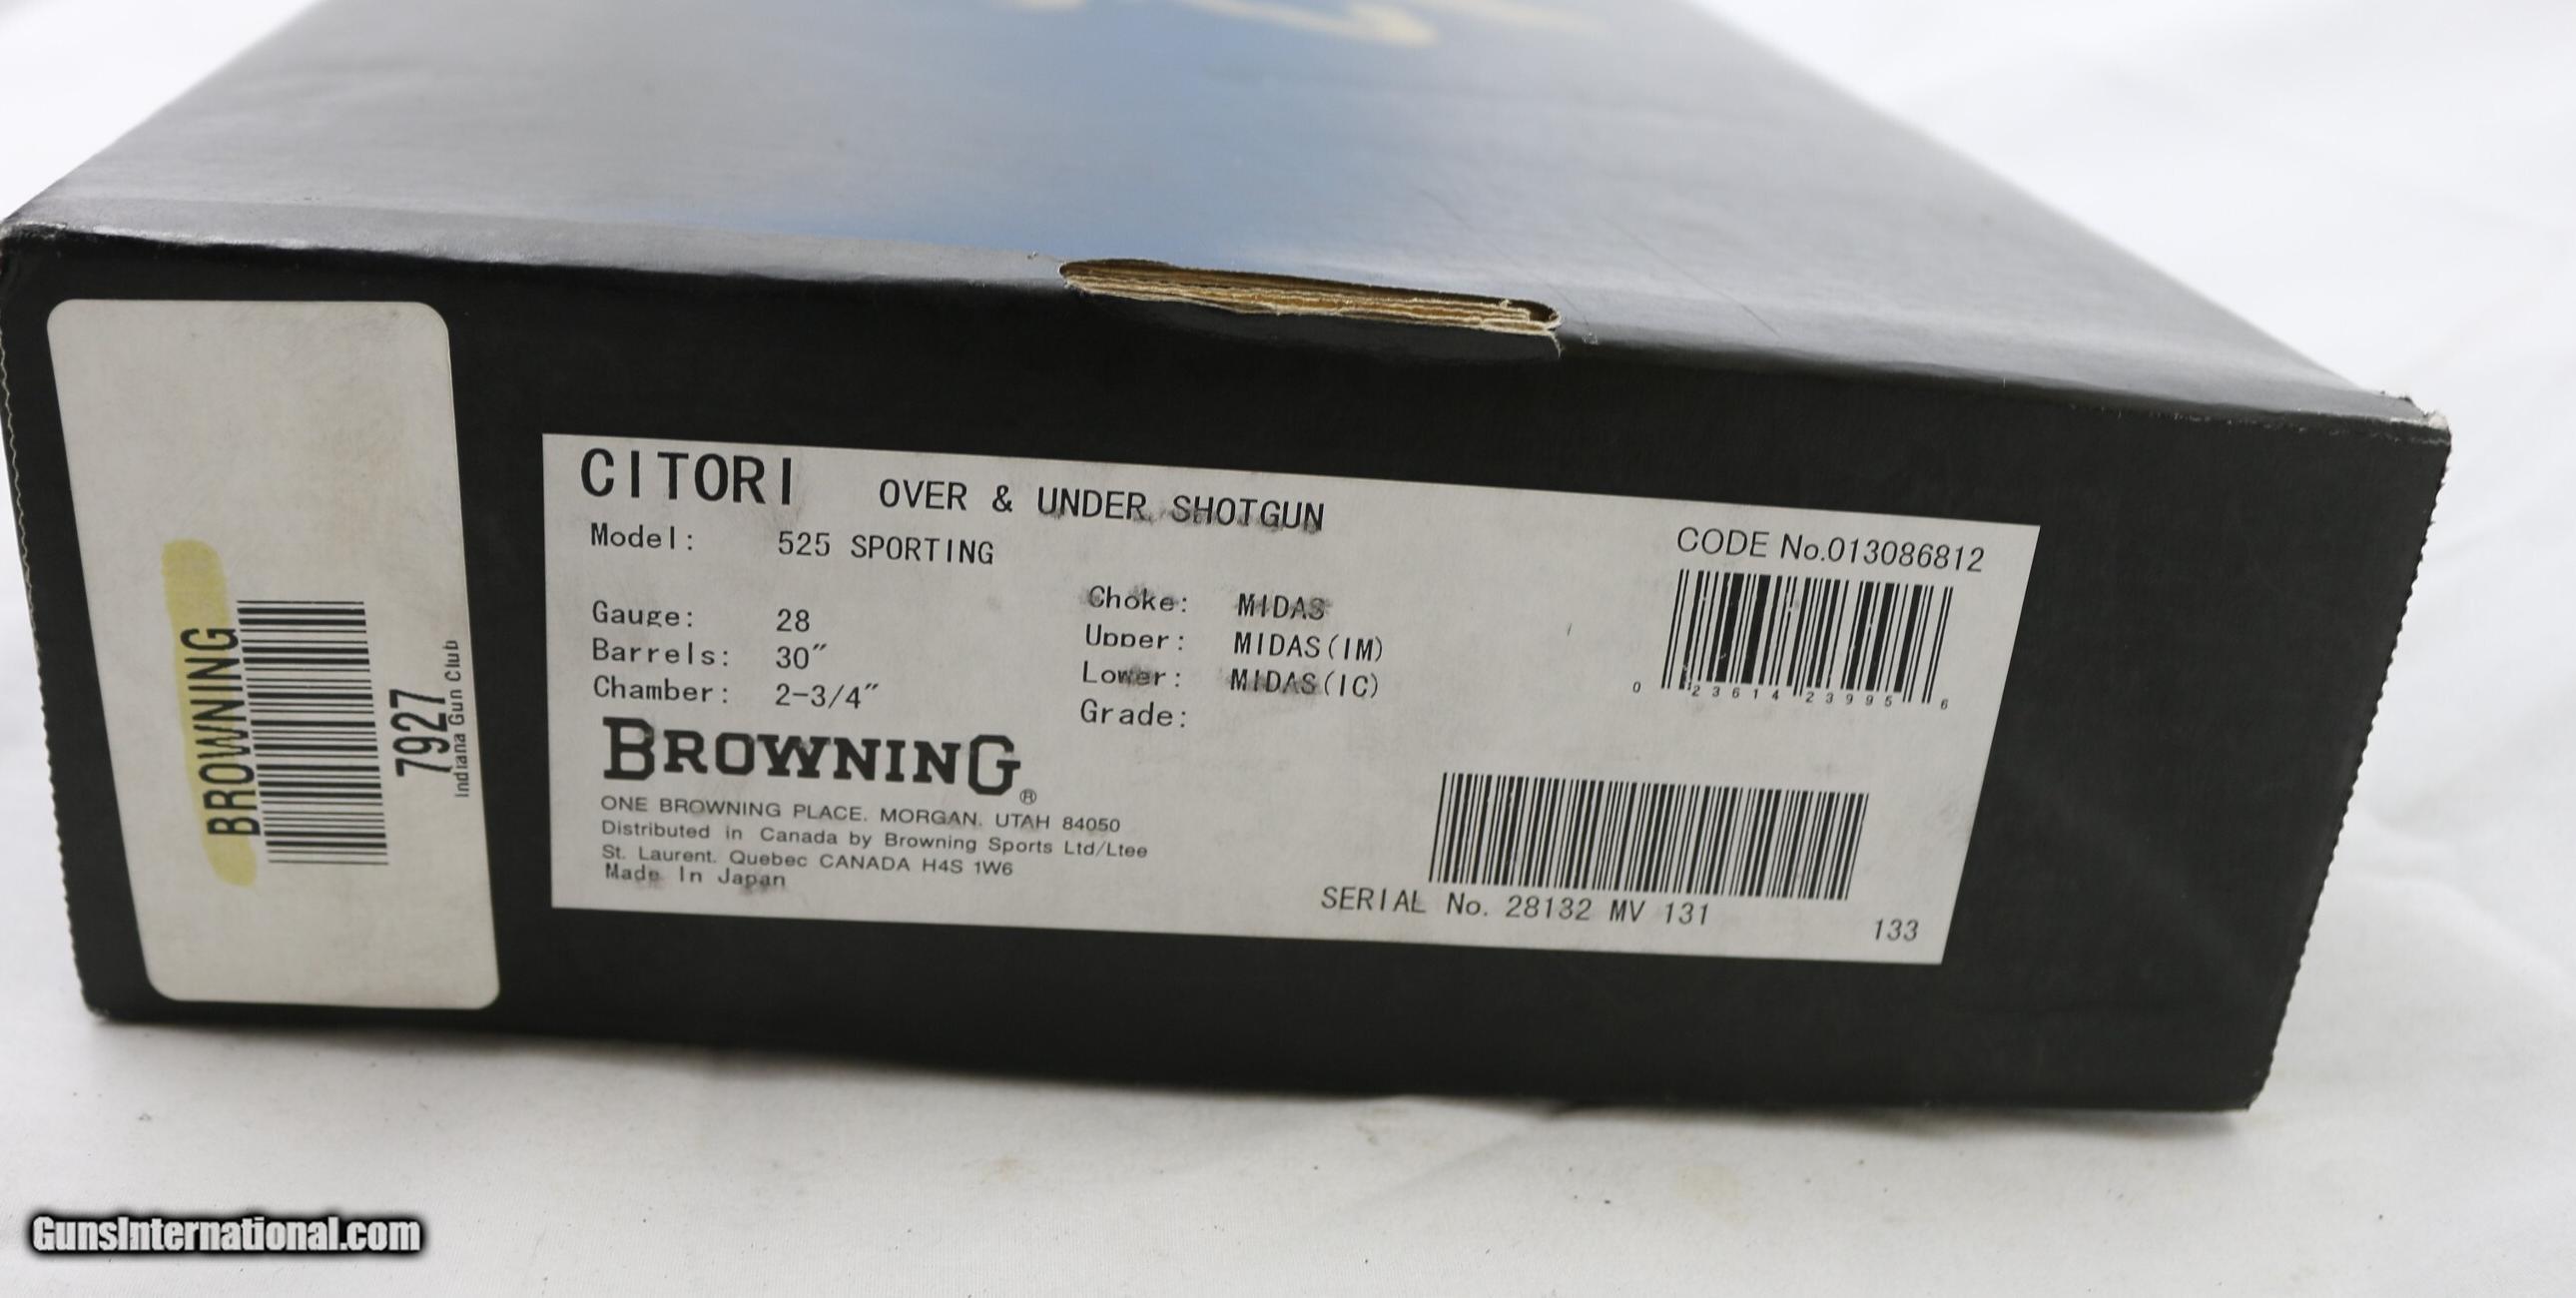 BROWNING
7927
Indiana Gun Club
CITORI OVER & UNDER SHOTGUN
Model: 525 SPORTING
CODE No.013086812
Gauge: 28
Barrels: 30″
Chamber: 2-3/4″
Choke: MIDAS
Upper: MIDAS(IM)
Lower: MIDAS(IC)
Grade:
0 23614 23995 6
BROWNING®
ONE BROWNING PLACE. MORGAN. UTAH 84050
Distributed in Canada by Browning Sports Ltd/Ltee
St. Laurent. Quebec CANADA H4S 1W6
Made In Japan
SERIAL No. 28132 MV 131
133
GunsInternational.com